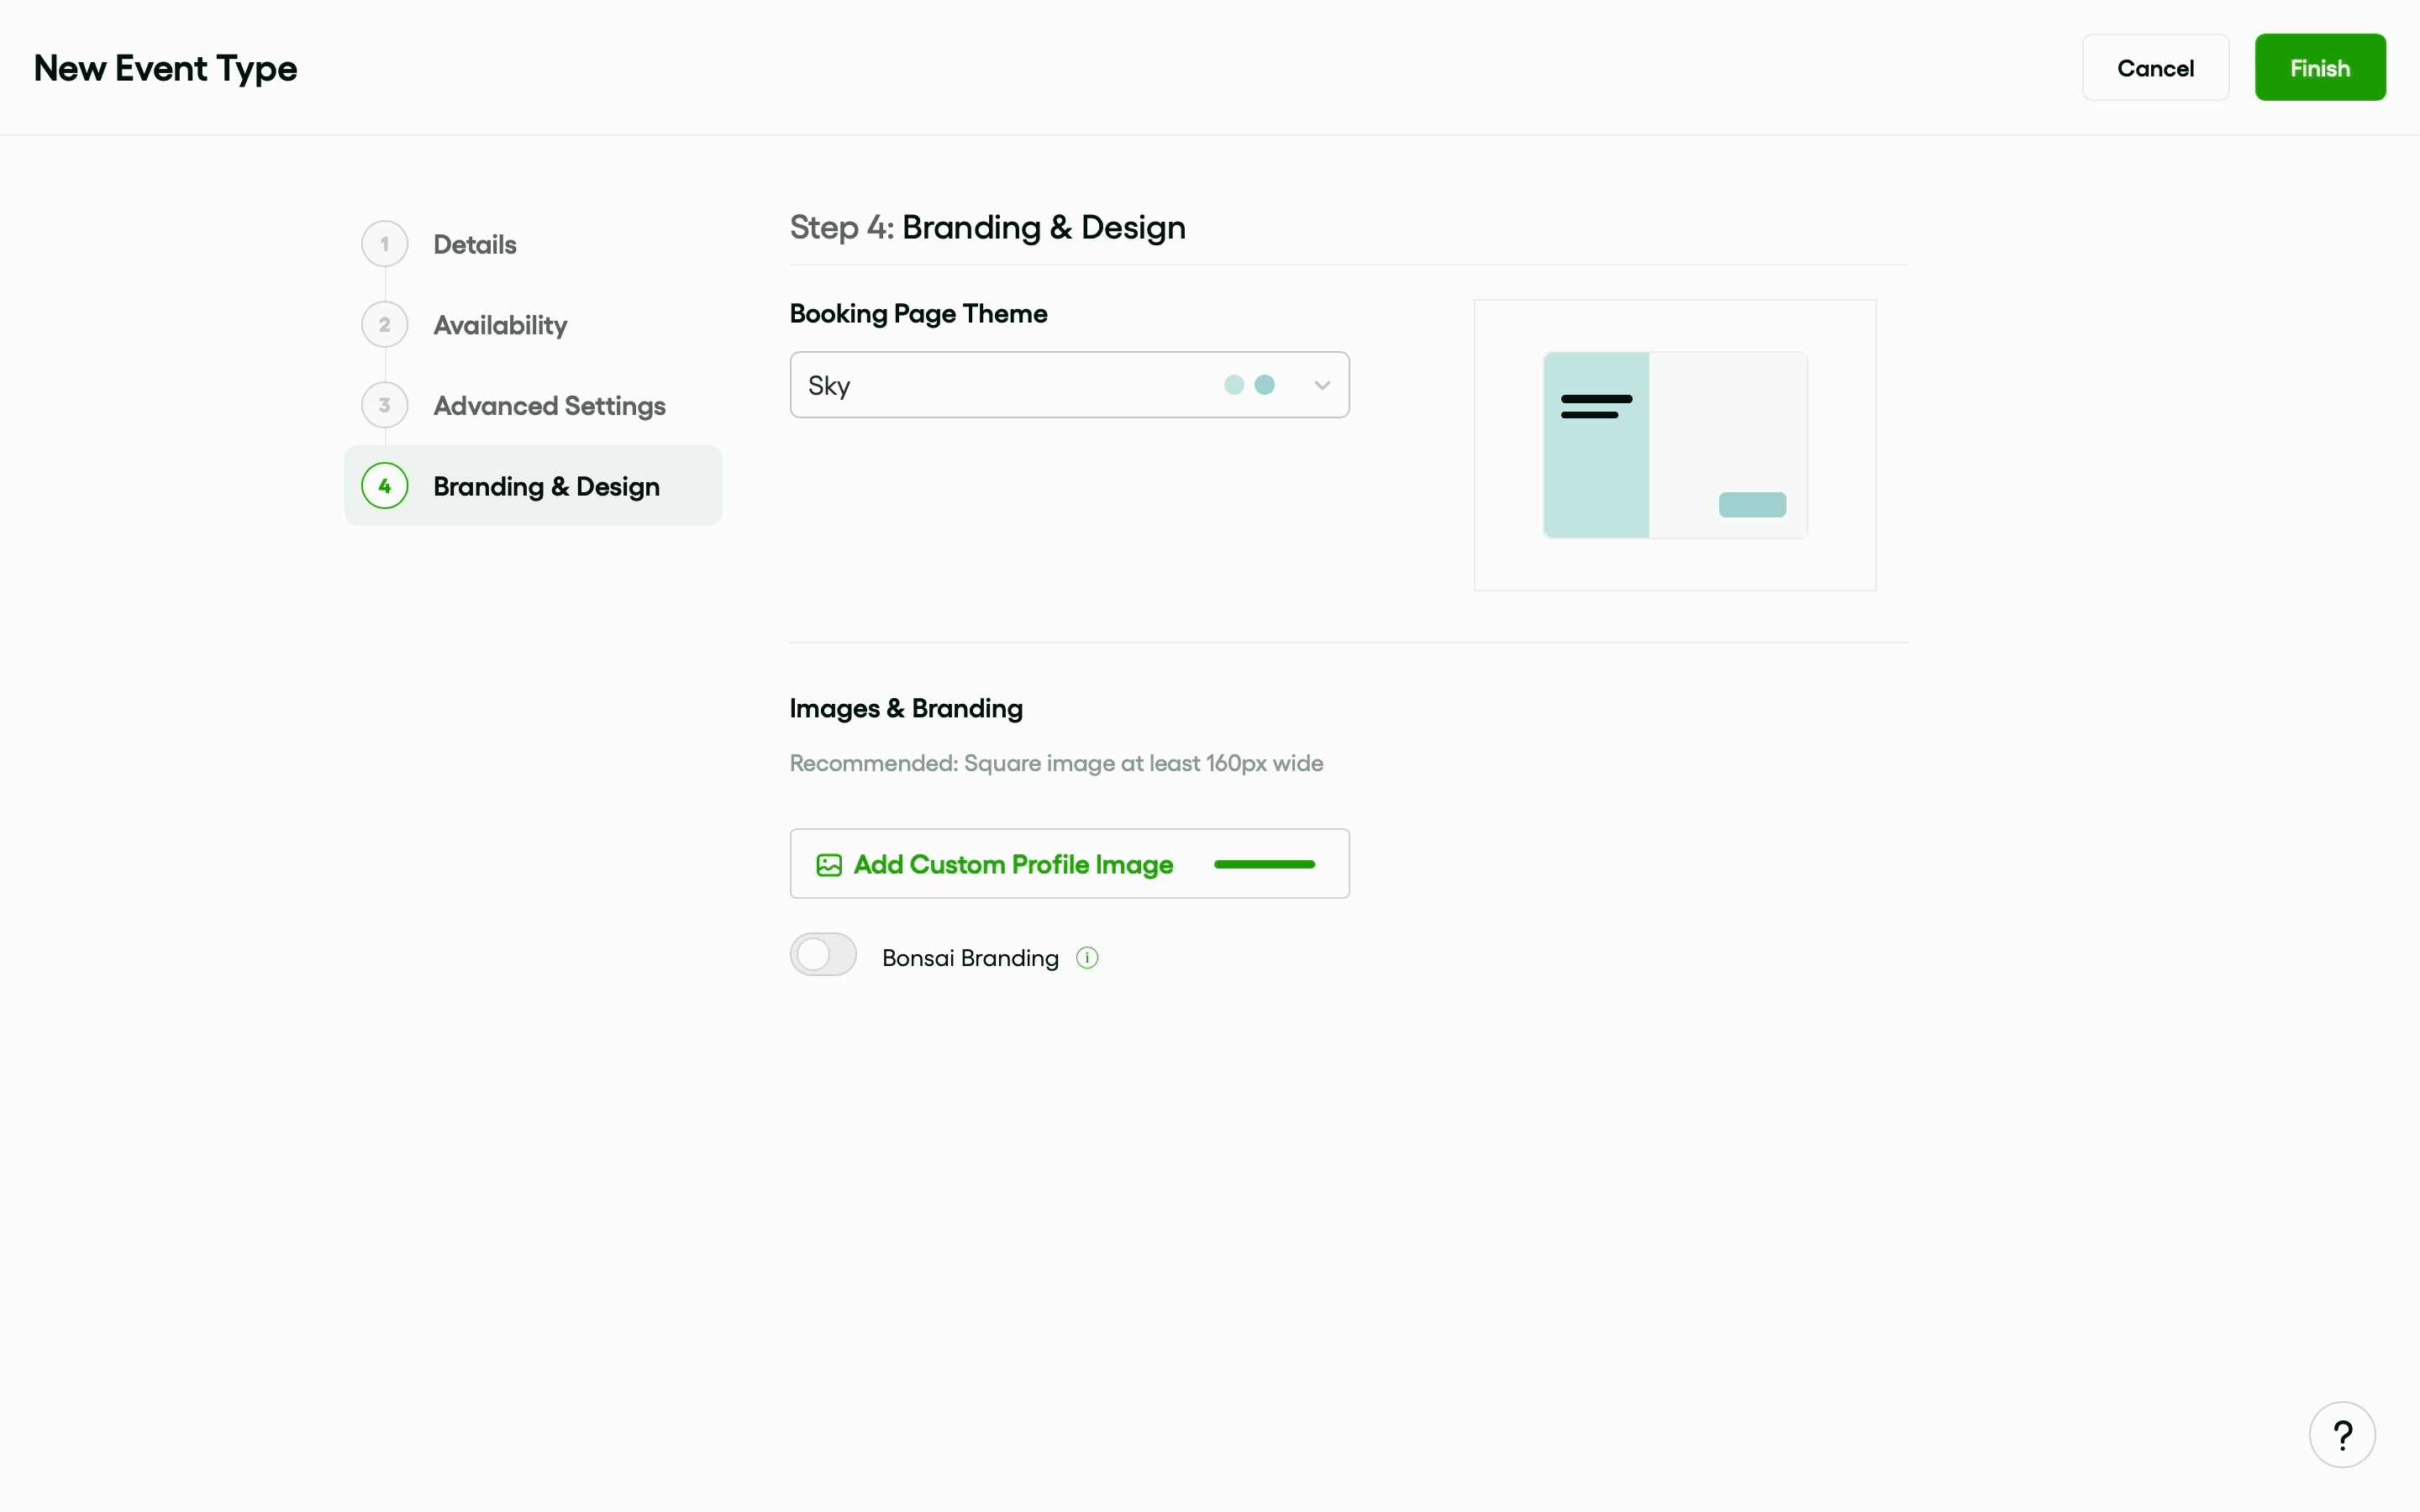 New Event Type
Cancel
Finish
1 Details
2 Availability
3 Advanced Settings
4 Branding & Design
Step 4: Branding & Design
Booking Page Theme
Sky
Images & Branding
Recommended: Square image at least 160px wide
Add Custom Profile Image
Bonsai Branding i
?